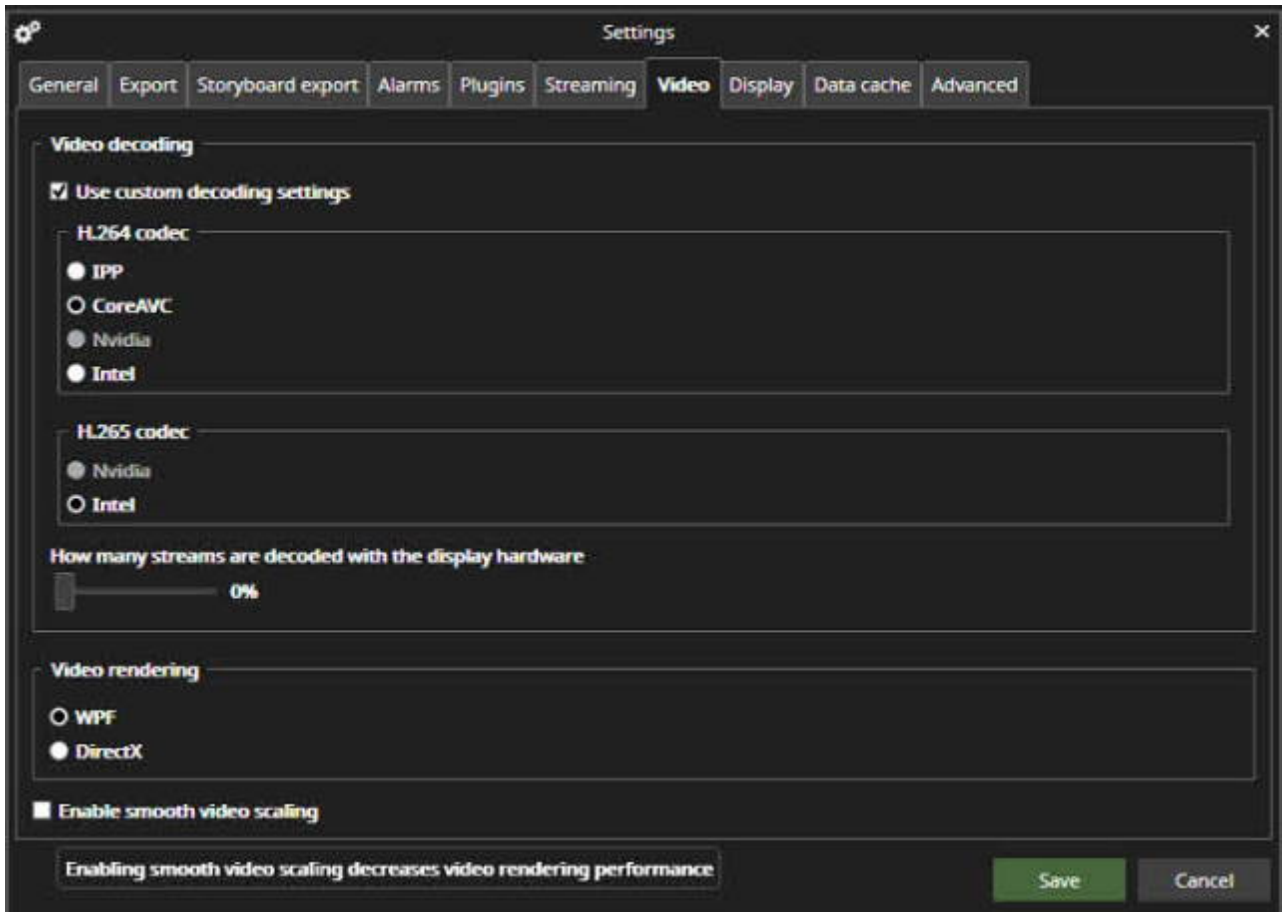 Settings
General Export Storyboard export Alarms Plugins Streaming Video Display Data cache Advanced
Video decoding
Use custom decoding settings
H.264 codec
IPP
CoreAVC
Nvidia
Intel
H.265 codec
Nvidia
Intel
How many streams are decoded with the display hardware
0%
Video rendering
WPF
DirectX
Enable smooth video scaling
Enabling smooth video scaling decreases video rendering performance
Save Cancel